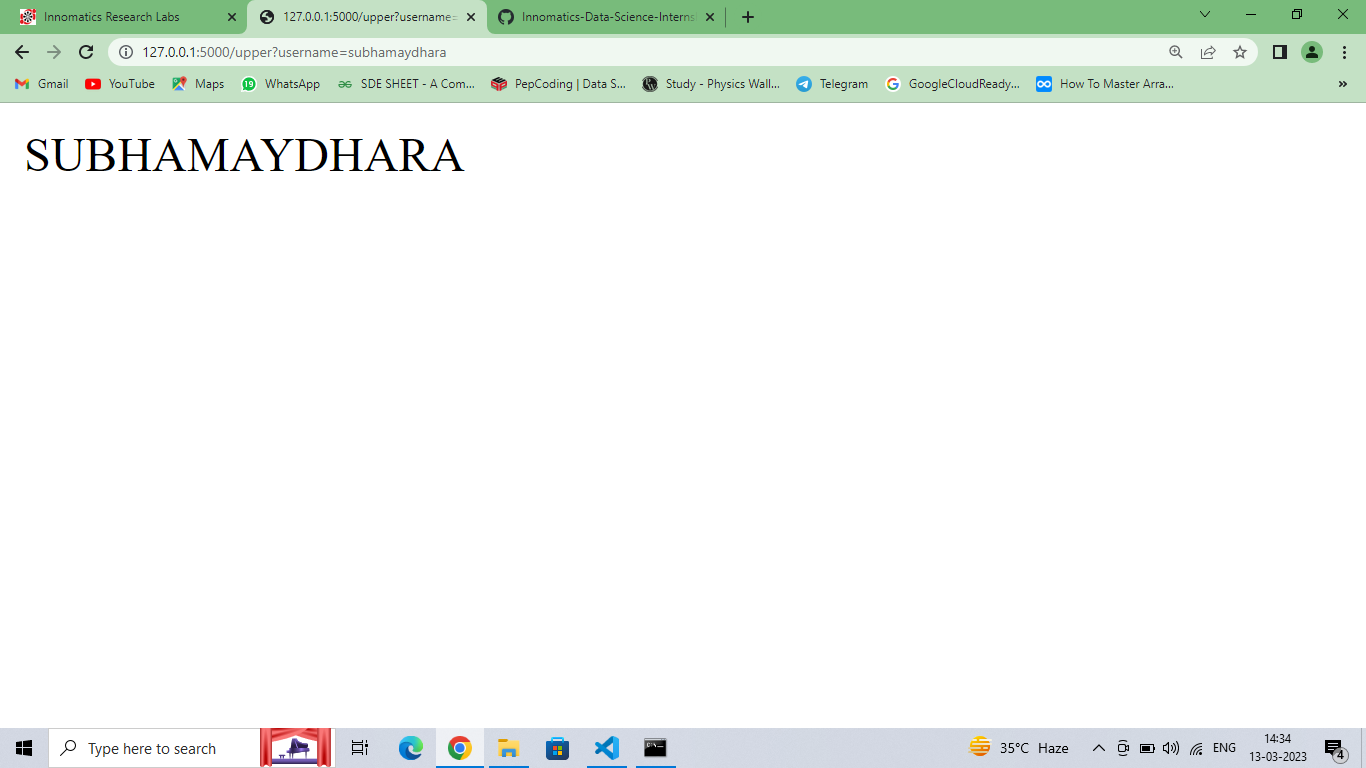 Innomatics Research Labs
127.0.0.1:5000/upper?username=
Innomatics-Data-Science-Interns
127.0.0.1:5000/upper?username=subhamaydhara
Gmail
YouTube
Maps
19
WhatsApp
SDE SHEET - A Com...
PepCoding | Data S...
Study - Physics Wall...
Telegram
GoogleCloudReady...
How To Master Arra...
SUBHAMAYDHARA
Type here to search
35°C Haze
ENG
14:34
13-03-2023
4